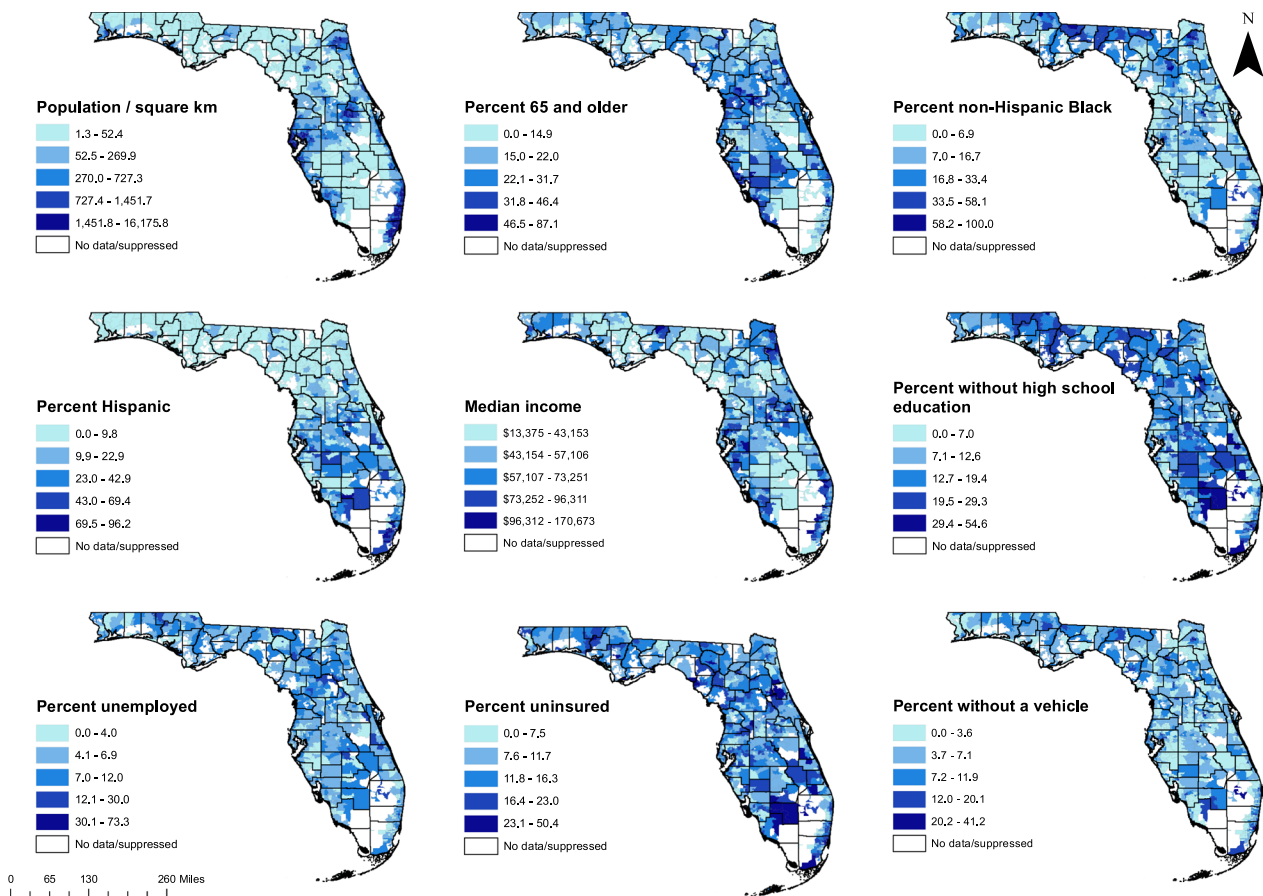 N
Population / square km
1.3 - 52.4
52.5 - 269.9
270.0 - 727.3
727.4 - 1,451.7
1,451.8 - 16,175.8
No data/suppressed
Percent 65 and older
0.0 - 14.9
15.0 - 22.0
22.1 - 31.7
31.8 - 46.4
46.5 - 87.1
No data/suppressed
Percent non-Hispanic Black
0.0 - 6.9
7.0 - 16.7
16.8 - 33.4
33.5 - 58.1
58.2 - 100.0
No data/suppressed
Percent Hispanic
0.0 - 9.8
9.9 - 22.9
23.0 - 42.9
43.0 - 69.4
69.5 - 96.2
No data/suppressed
Median income
$13,375 - 43,153
$43,154 - 57,106
$57,107 - 73,251
$73,252 - 96,311
$96,312 - 170,673
No data/suppressed
Percent without high school
education
0.0 - 7.0
7.1 - 12.6
12.7 - 19.4
19.5 - 29.3
29.4 - 54.6
No data/suppressed
Percent unemployed
0.0 - 4.0
4.1 - 6.9
7.0 - 12.0
12.1 - 30.0
30.1 - 73.3
No data/suppressed
Percent uninsured
0.0 - 7.5
7.6 - 11.7
11.8 - 16.3
16.4 - 23.0
23.1 - 50.4
No data/suppressed
Percent without a vehicle
0.0 - 3.6
3.7 - 7.1
7.2 - 11.9
12.0 - 20.1
20.2 - 41.2
No data/suppressed
0 65 130 260 Miles